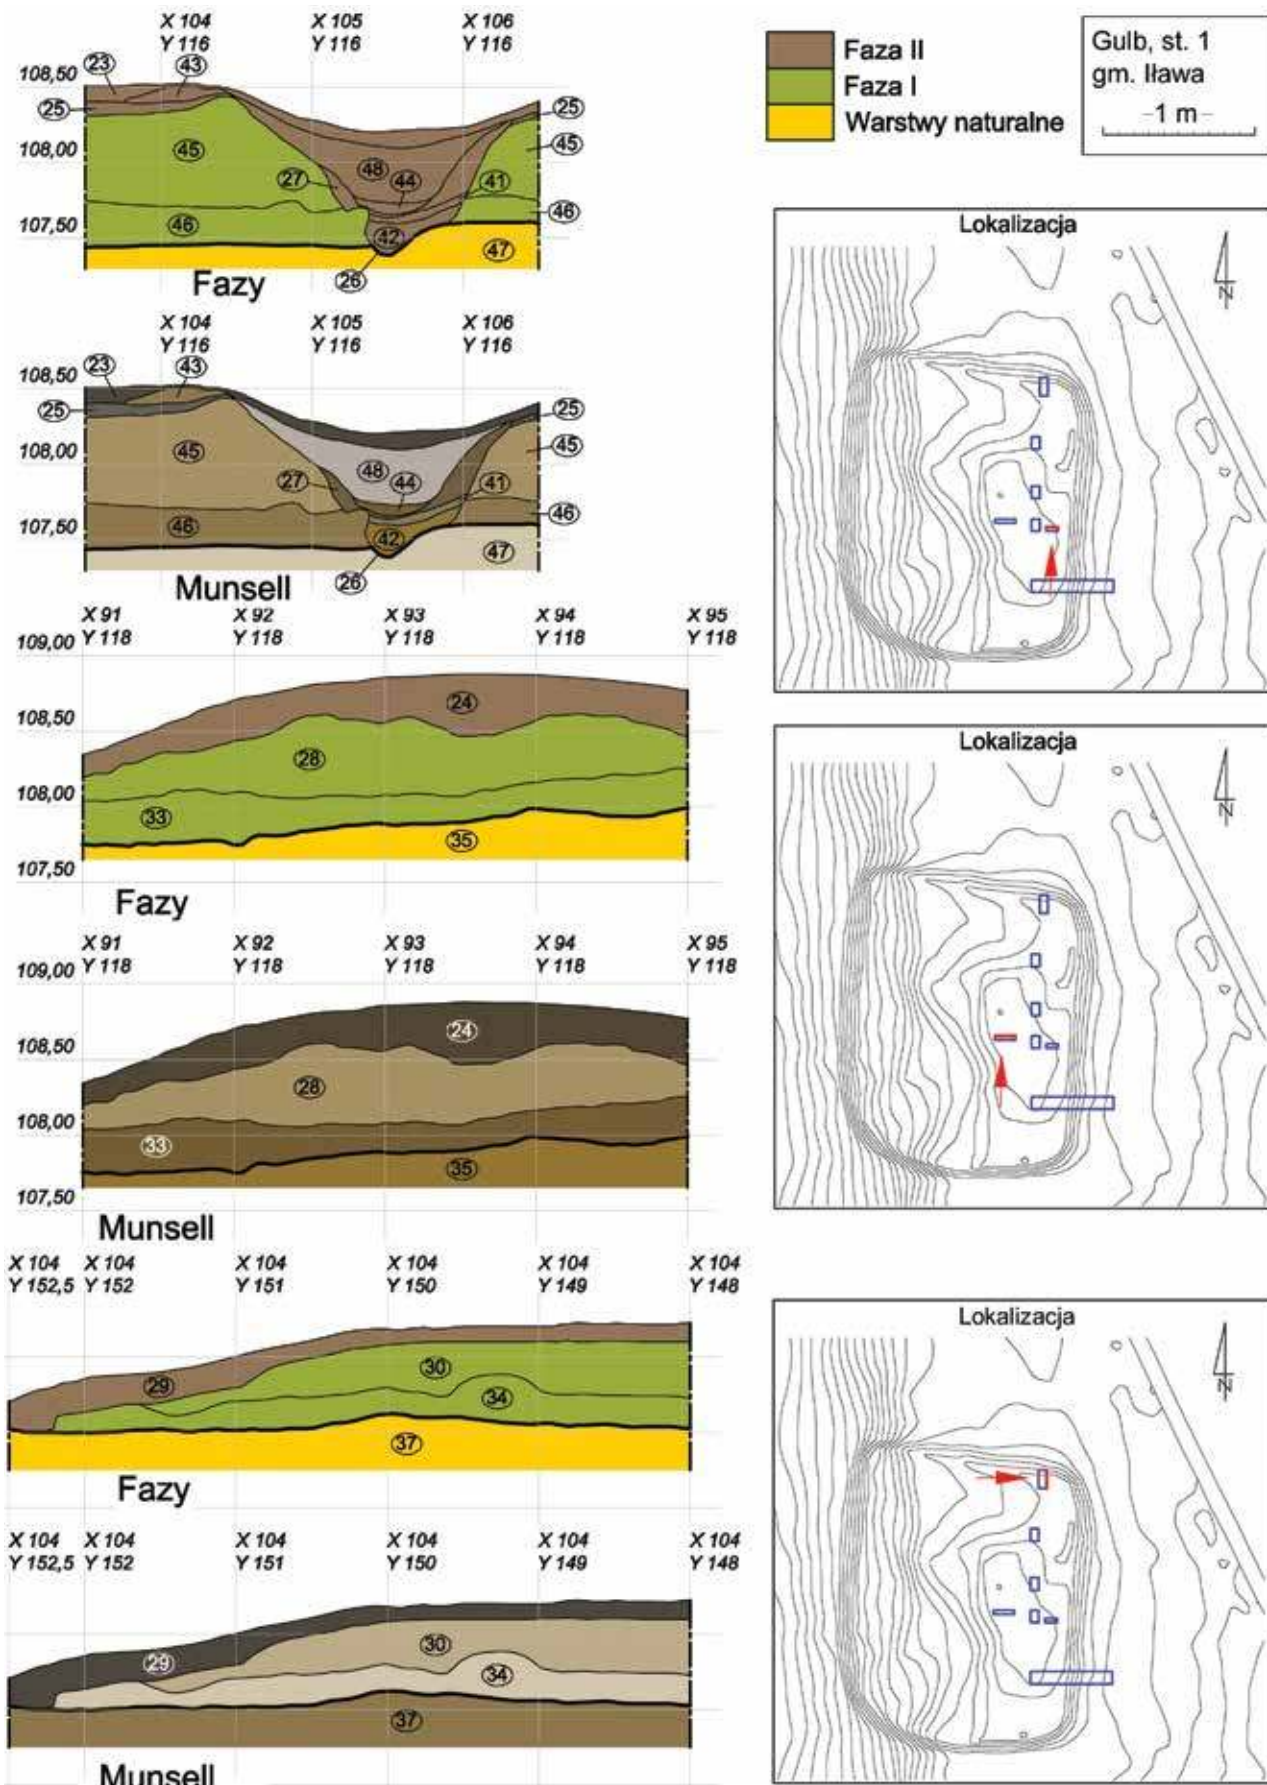 X 104 X 105 X 106
Y 116 Y 116 Y 116
108,50
23
43
25
25
108,00
45
45
48
27
44
41
107,50
46
46
42
47
26
Fazy
X 104 X 105 X 106
Y 116 Y 116 Y 116
108,50
23
43
25
25
108,00
45
45
48
27
44
41
107,50
46
46
42
47
26
Munsell
X 91 X 92 X 93 X 94 X 95
109,00 Y 118 Y 118 Y 118 Y 118 Y 118
24
108,50
28
108,00
33
35
107,50
Fazy
X 91 X 92 X 93 X 94 X 95
109,00 Y 118 Y 118 Y 118 Y 118 Y 118
24
108,50
28
108,00
33
35
107,50
Munsell
X 104 X 104 X 104 X 104 X 104 X 104
Y 152,5 Y 152 Y 151 Y 150 Y 149 Y 148
30
29
34
37
Fazy
X 104 X 104 X 104 X 104 X 104 X 104
Y 152,5 Y 152 Y 151 Y 150 Y 149 Y 148
30
29
34
37
Munsell
Faza II
Faza I
Warstwy naturalne
Gulb, st. 1
gm. Iława
–1 m–
Lokalizacja
N
Lokalizacja
N
Lokalizacja
N